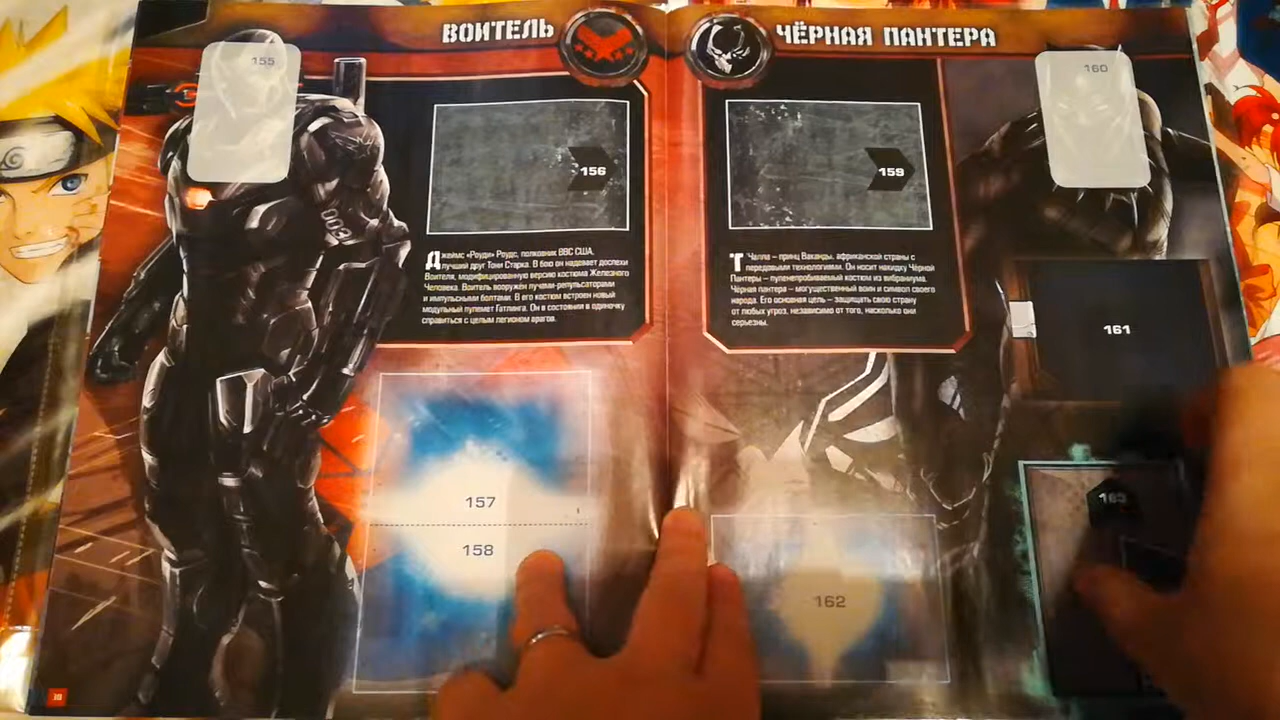 ВОИТЕЛЬ
ЧЁРНАЯ ПАНТЕРА
155
156
159
160
Джеймс «Роуди» Роудс, полковник ВВС США,
лучший друг Тони Старка. В бою он надевает доспехи
Воителя, модифицированную версию костюма Железного
Человека. Воитель вооружён лучами-репульсорами
и импульсными болтами. В его костюм встроен новый
модульный пулемет Гатлинга. Он в состоянии в одиночку
справиться с целым легионом врагов.
Т'Чалла – принц Ваканды, африканской страны с
передовыми технологиями. Он носит накидку Чёрной
Пантеры – пуленепробиваемый костюм из вибраниума.
Чёрная пантера – могущественный воин и символ своего
народа. Его основная цель – защищать свою страну
от любых угроз, независимо от того, насколько они
серьезны.
003
161
157
158
162
163